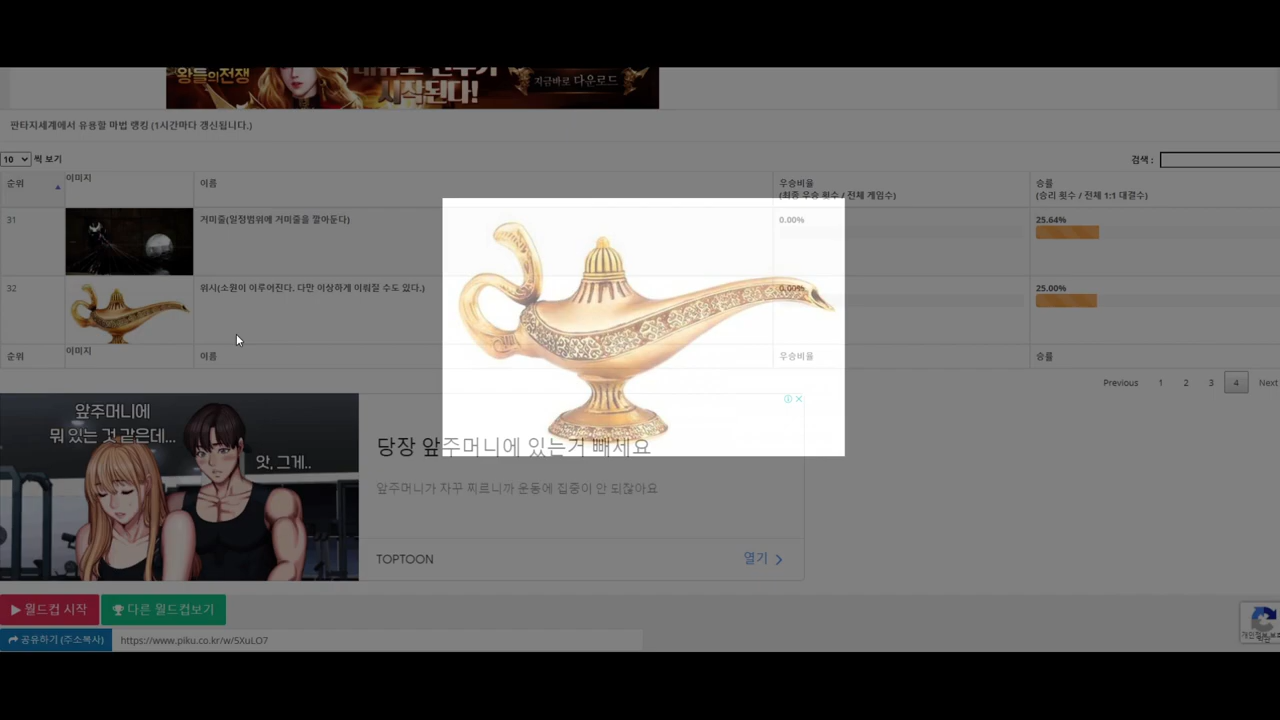 왕들의전쟁
지금바로 다운로드
시작된다!
판타지세계에서 유용할 마법 랭킹 (1시간마다 갱신됩니다.)
10 씩 보기
검색 :
순위 이미지 이름 우승비율 승률
(최종 우승 횟수 / 전체 게임수) (승리 횟수 / 전체 1:1 대결수)
31 거미줄(일정범위에 거미줄을 깔아둔다) 0.00% 25.64%
32 위시(소원이 이루어진다. 다만 이상하게 이뤄질 수도 있다.) 0.00% 25.00%
순위 이미지 이름 우승비율 승률
Previous 1 2 3 4 Next
앞주머니에
뭐 있는 것 같은데...
앗, 그게..
당장 앞주머니에 있는거 빼세요
앞주머니가 자꾸 찌르니까 운동에 집중이 안 되잖아요
TOPTOON 열기
월드컵 시작 다른 월드컵보기
공유하기 (주소복사) https://www.piku.co.kr/w/5XuLO7